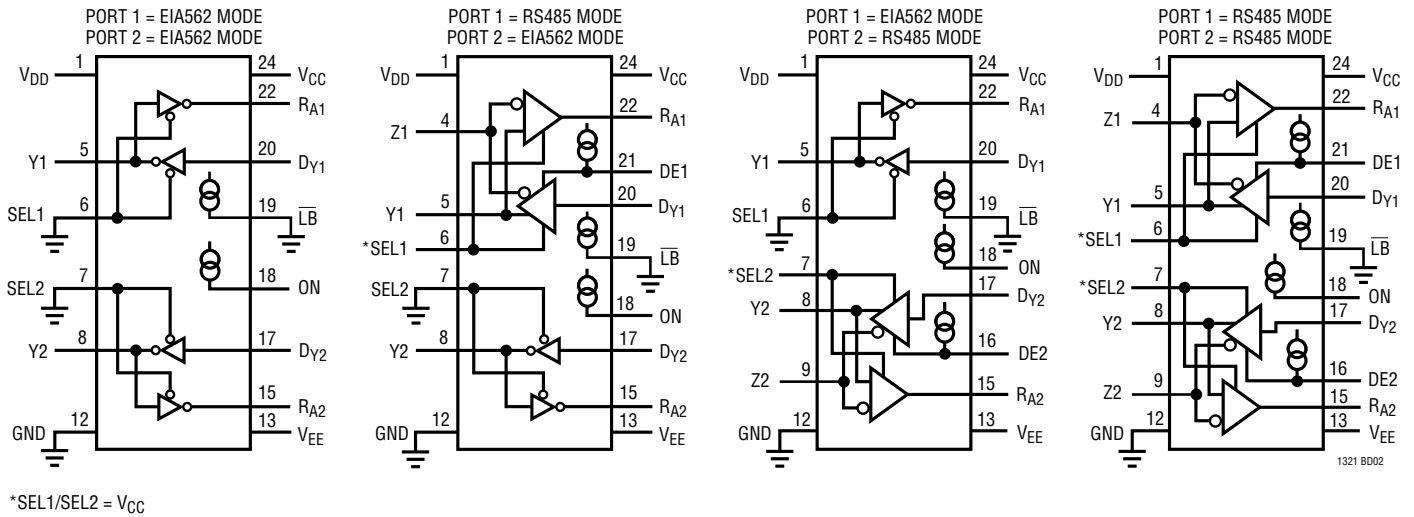 PORT 1 = EIA562 MODE
PORT 2 = EIA562 MODE
1
24
VDD
VCC
22
RA1
5
20
Y1
DY1
6
19
SEL1
LB
7
18
SEL2
ON
8
17
Y2
DY2
15
RA2
12
13
GND
VEE
PORT 1 = RS485 MODE
PORT 2 = EIA562 MODE
1
24
VDD
VCC
22
RA1
4
Z1
21
DE1
20
DY1
5
Y1
6
19
*SEL1
LB
7
SEL2
18
ON
8
17
Y2
DY2
15
RA2
12
13
GND
VEE
PORT 1 = EIA562 MODE
PORT 2 = RS485 MODE
1
24
VDD
VCC
22
RA1
5
20
Y1
DY1
6
19
SEL1
LB
18
ON
7
*SEL2
17
DY2
8
Y2
16
DE2
9
Z2
15
RA2
12
13
GND
VEE
PORT 1 = RS485 MODE
PORT 2 = RS485 MODE
1
24
VDD
VCC
22
RA1
4
Z1
21
DE1
20
DY1
5
Y1
6
19
*SEL1
LB
7
*SEL2
18
ON
8
17
Y2
DY2
16
DE2
9
Z2
15
RA2
12
13
GND
VEE
1321 BD02
*SEL1/SEL2 = VCC